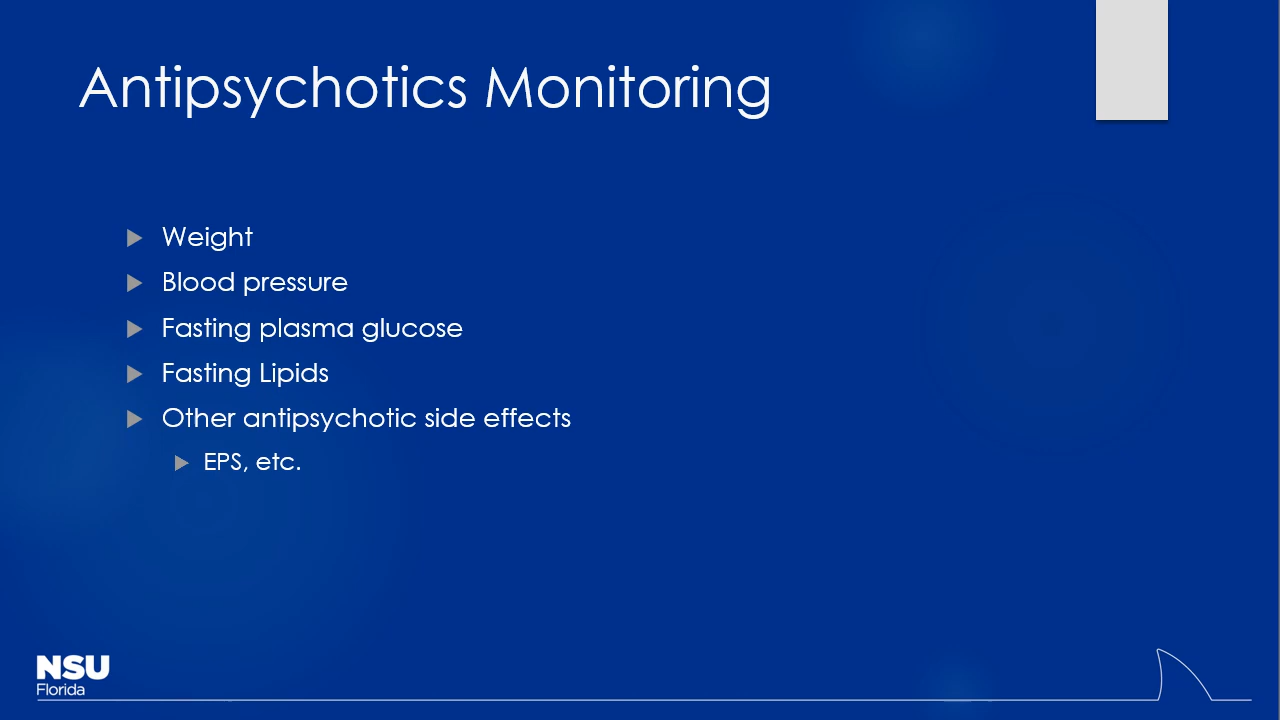 Antipsychotics Monitoring
Weight
Blood pressure
Fasting plasma glucose
Fasting Lipids
Other antipsychotic side effects
EPS, etc.
NSU
Florida